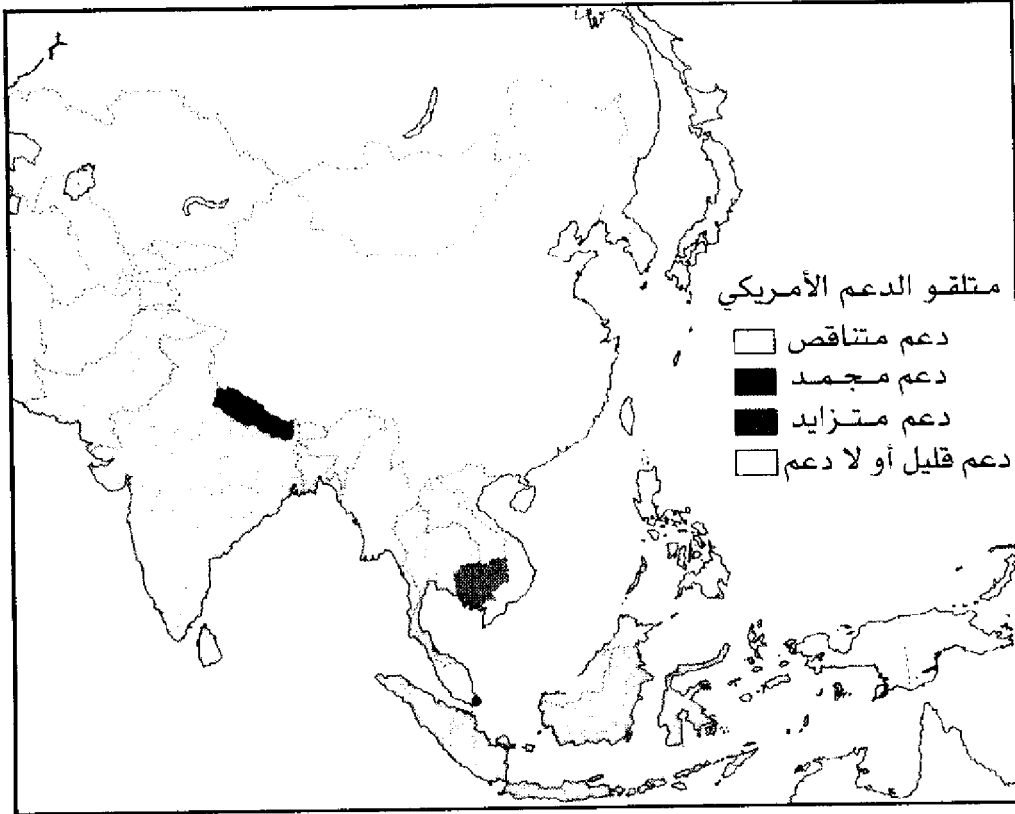 متلقو الدعم الأمريكي
دعم متناقص
دعم مجمد
دعم متزايد
دعم قليل أو لا دعم